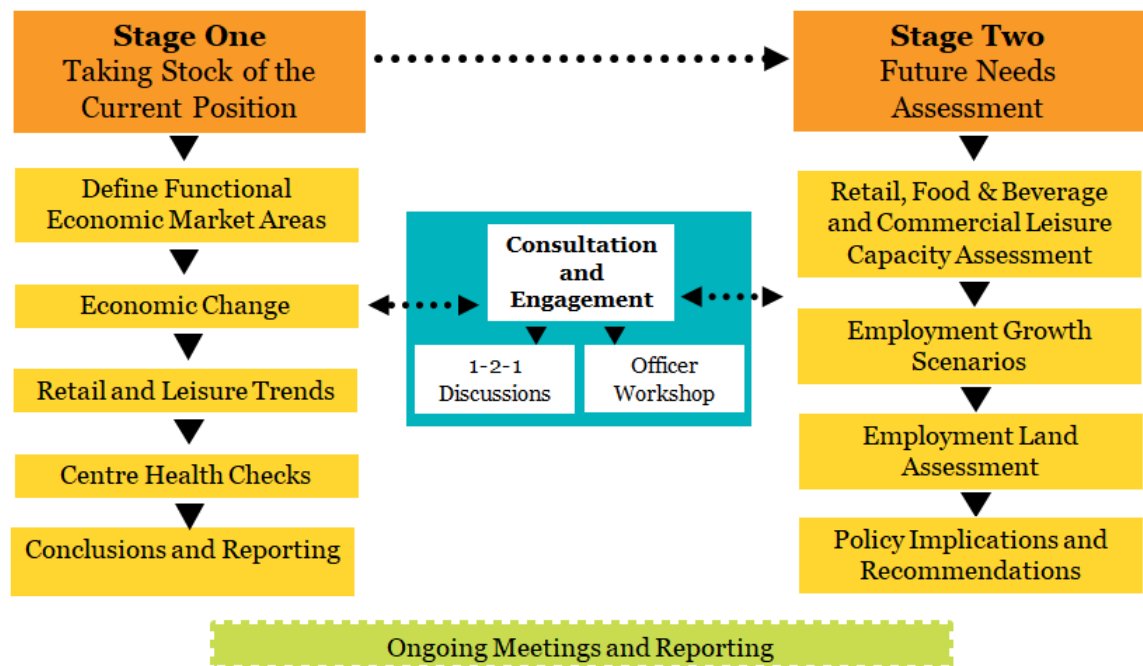 Stage One
Taking Stock of the
Current Position
Define Functional
Economic Market Areas
Economic Change
Retail and Leisure Trends
Centre Health Checks
Conclusions and Reporting
Consultation
and
Engagement
1-2-1
Discussions
Officer
Workshop
Stage Two
Future Needs
Assessment
Retail, Food & Beverage
and Commercial Leisure
Capacity Assessment
Employment Growth
Scenarios
Employment Land
Assessment
Policy Implications and
Recommendations
Ongoing Meetings and Reporting